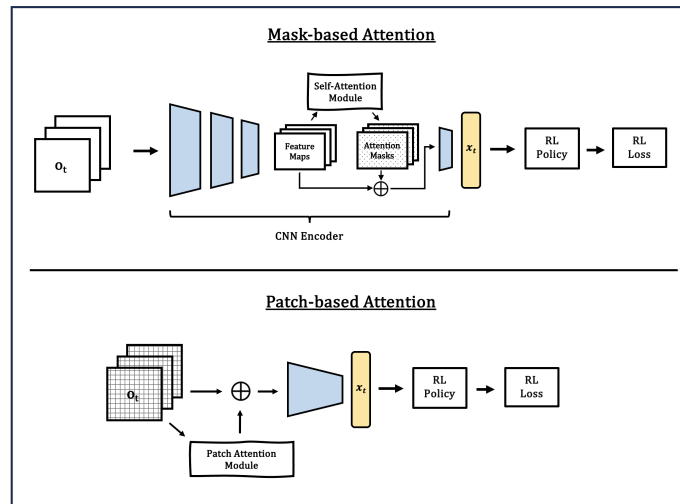 Mask-based Attention
Self-Attention
Module
O_t
Feature
Maps
Attention
Masks
x_t
RL
Policy
RL
Loss
CNN Encoder
Patch-based Attention
O_t
x_t
RL
Policy
RL
Loss
Patch Attention
Module